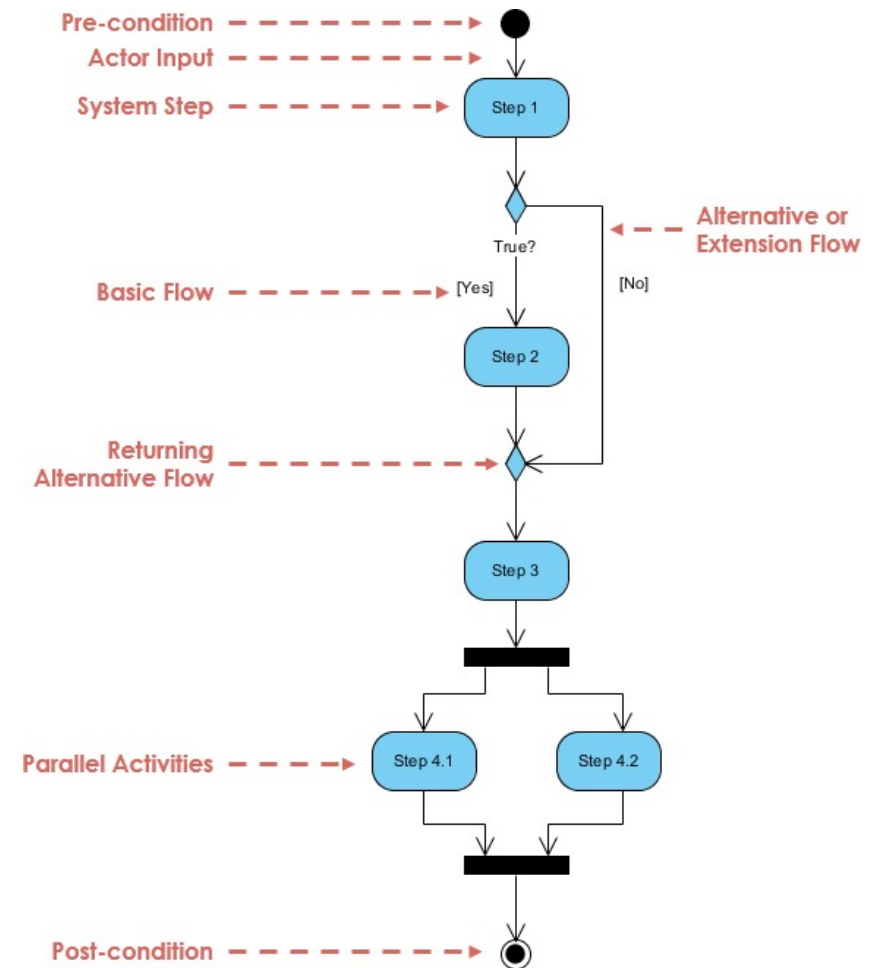 Pre-condition
Actor Input
System Step
Step 1
Alternative or
Extension Flow
True?
Basic Flow
[Yes]
[No]
Step 2
Returning
Alternative Flow
Step 3
Parallel Activities
Step 4.1
Step 4.2
Post-condition